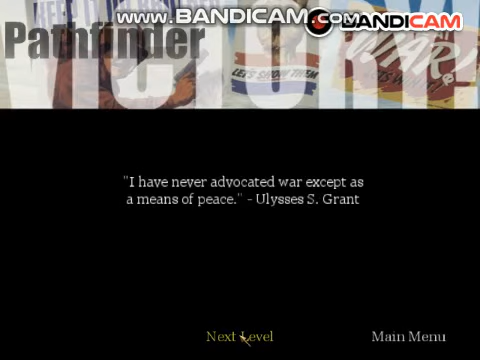 www.BANDICAM.com
BANDICAM
Pathfinder
LET'S SHOW THEM
WAR!
"I have never advocated war except as
a means of peace." - Ulysses S. Grant
Next Level
Main Menu